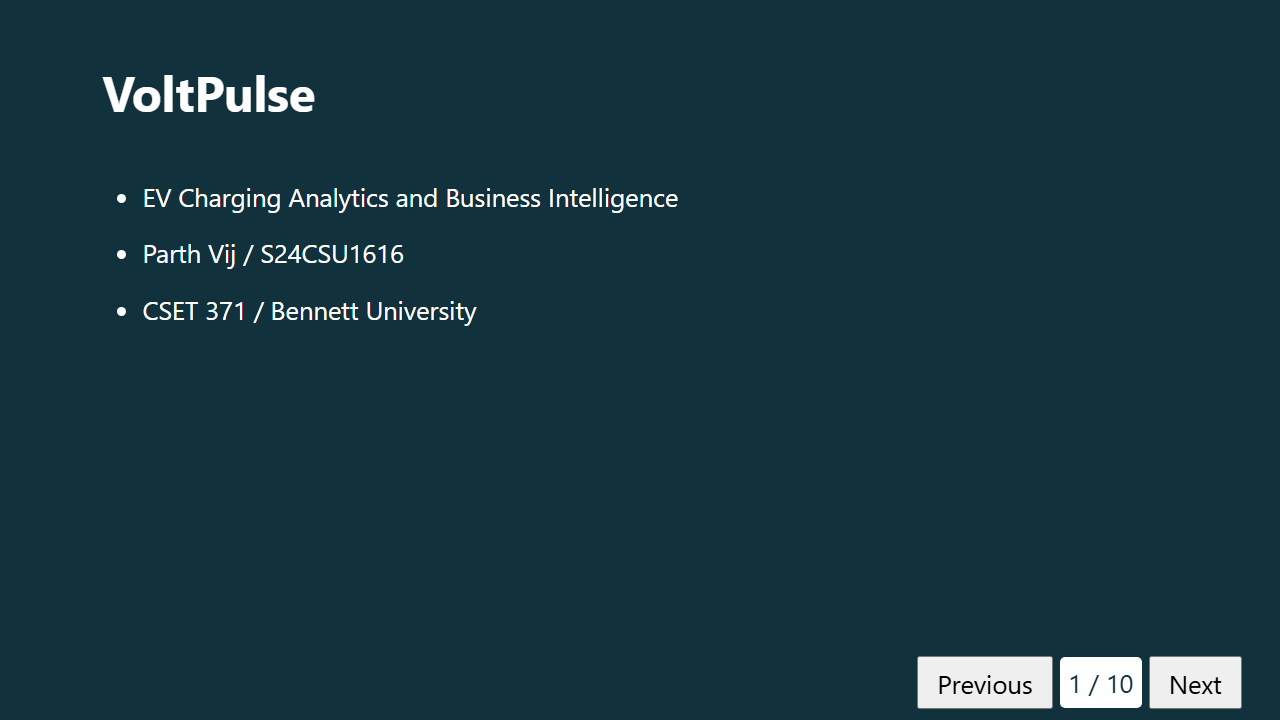 VoltPulse
• EV Charging Analytics and Business Intelligence
• Parth Vij / S24CSU1616
• CSET 371 / Bennett University
Previous 1 / 10 Next